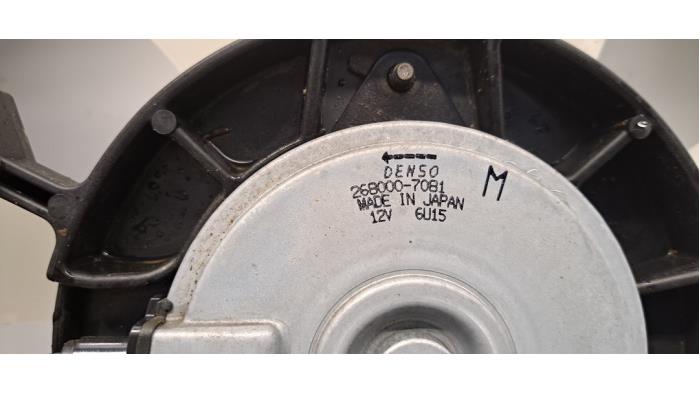 DENSO
268000-7081 M
MADE IN JAPAN
12V 6U15